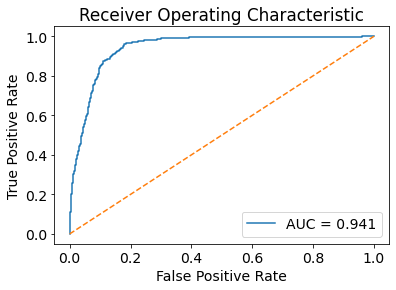 Receiver Operating Characteristic
True Positive Rate
1.0
0.8
0.6
0.4
0.2
0.0
AUC = 0.941
0.0 0.2 0.4 0.6 0.8 1.0
False Positive Rate